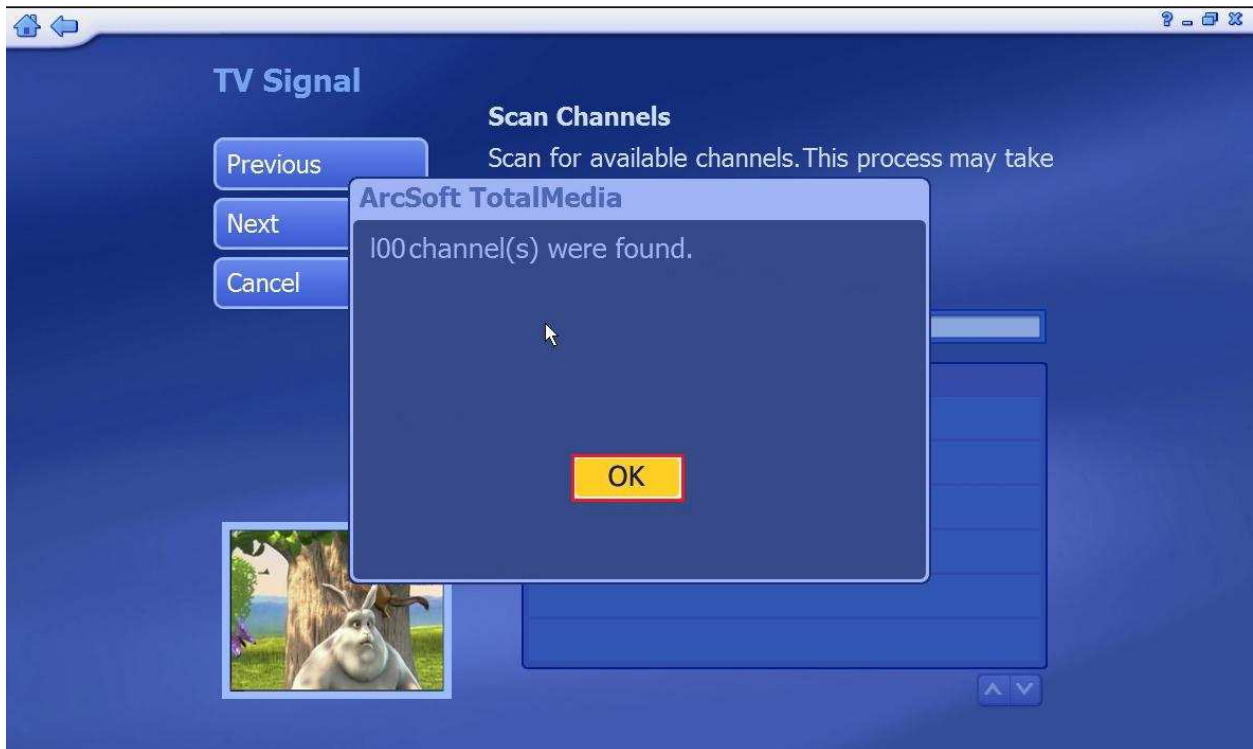 TV Signal
Scan Channels
Previous
Scan for available channels.This process may take
ArcSoft TotalMedia
Next
l00 channel(s) were found.
Cancel
OK